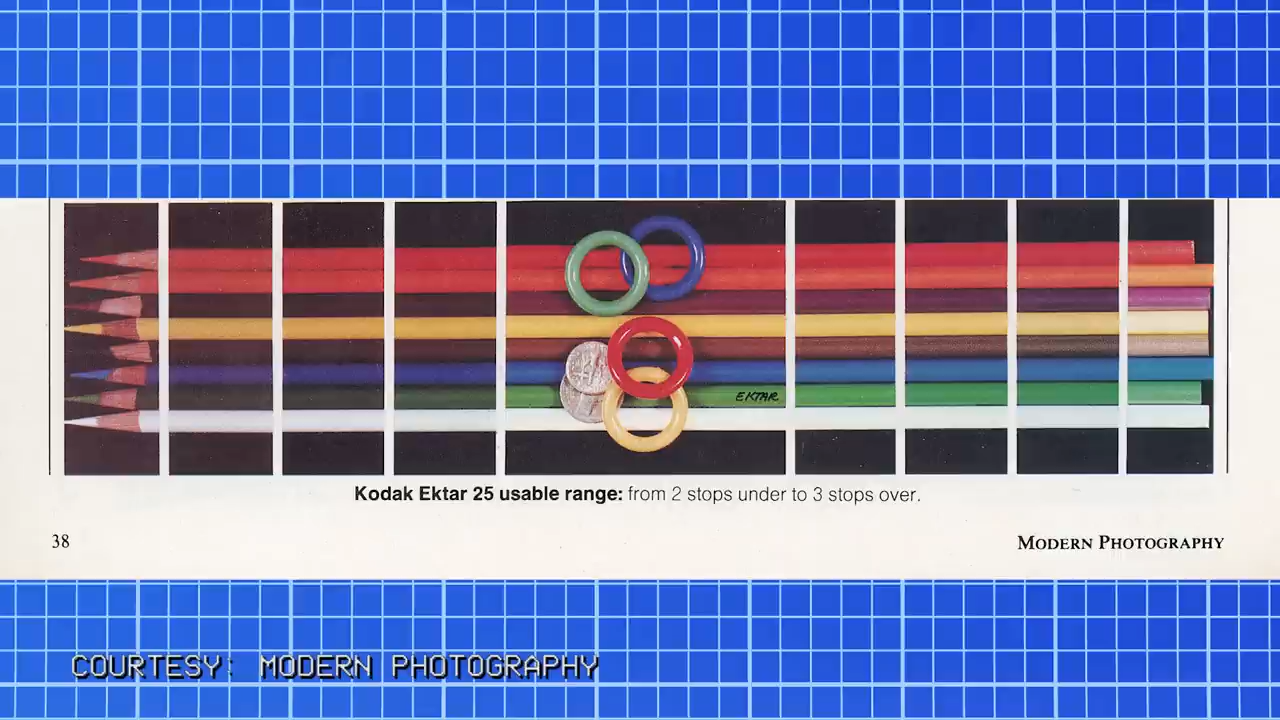 EKTAR
Kodak Ektar 25 usable range: from 2 stops under to 3 stops over.
38 MODERN PHOTOGRAPHY
COURTESY: MODERN PHOTOGRAPHY